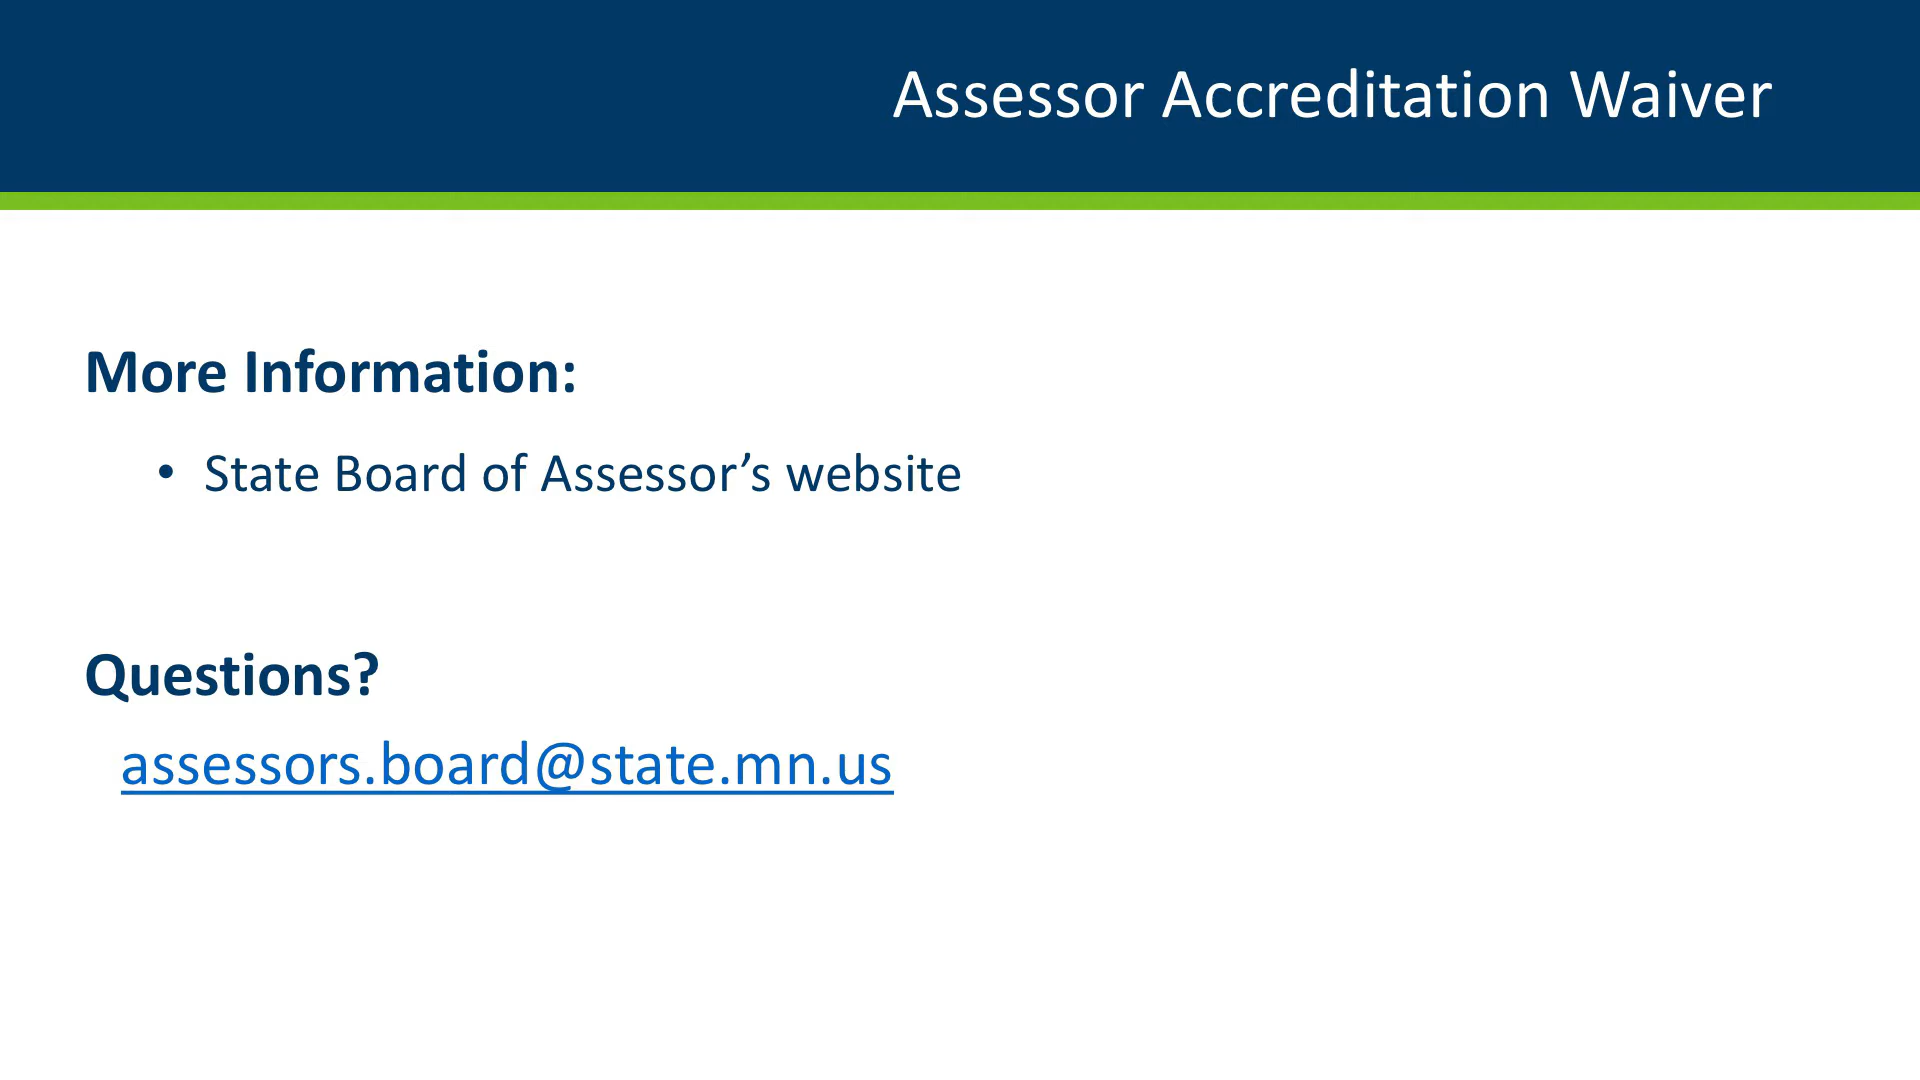 Assessor Accreditation Waiver
More Information:
• State Board of Assessor’s website
Questions?
assessors.board@state.mn.us